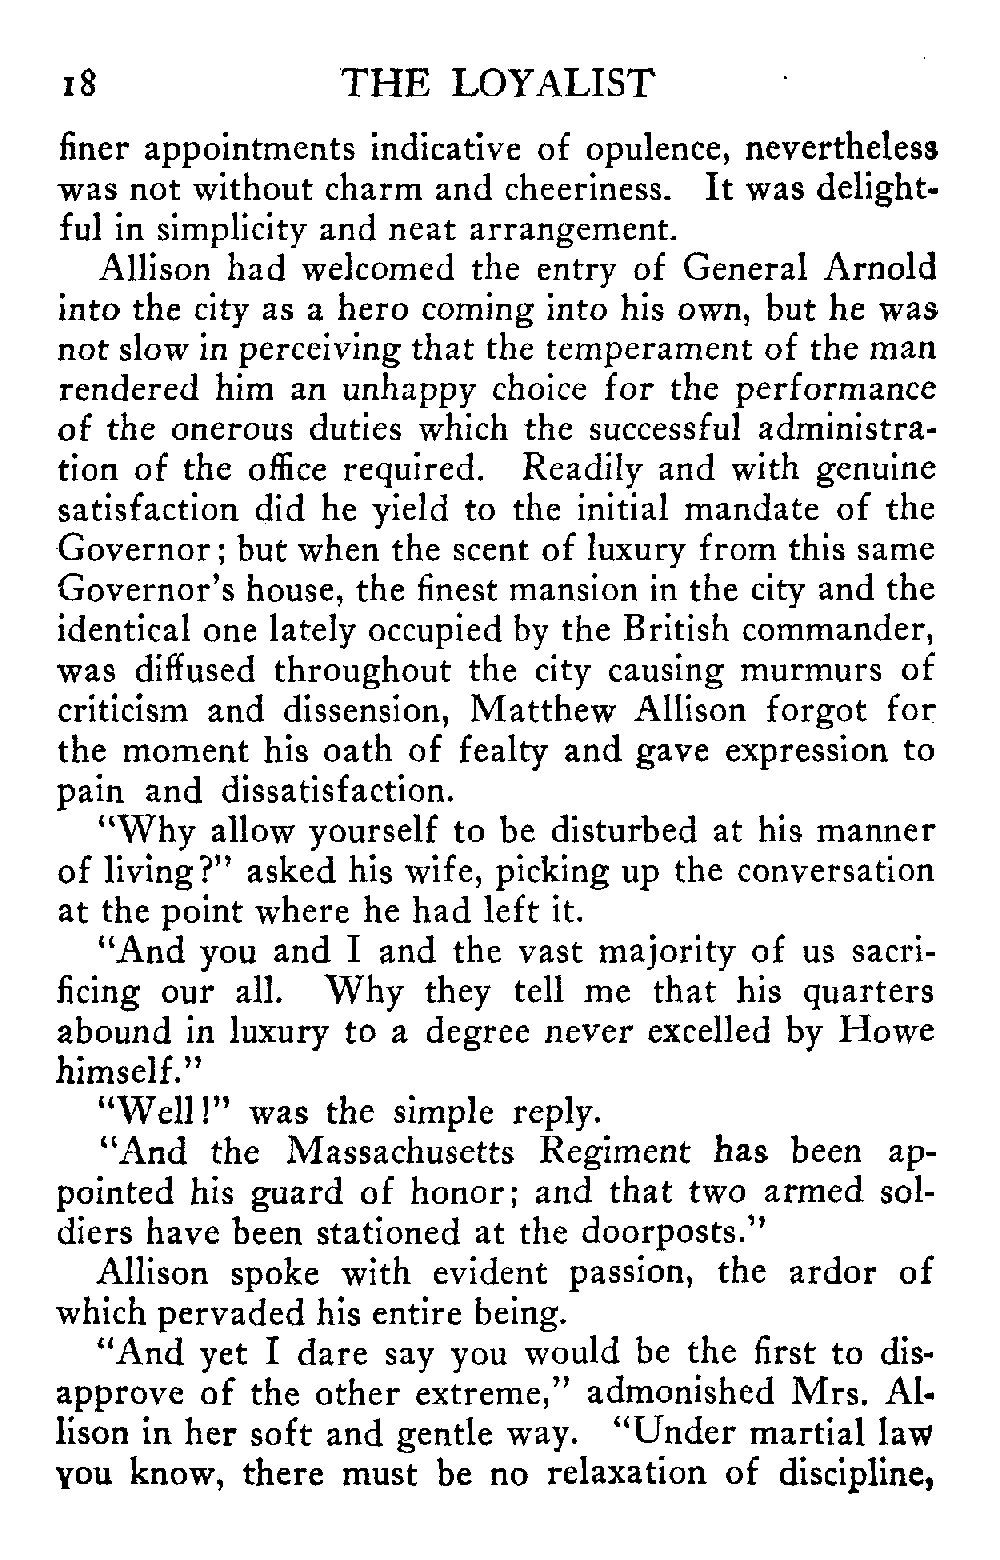 18 THE LOYALIST
finer appointments indicative of opulence, nevertheless
was not without charm and cheeriness. It was delight-
ful in simplicity and neat arrangement.
Allison had welcomed the entry of General Arnold
into the city as a hero coming into his own, but he was
not slow in perceiving that the temperament of the man
rendered him an unhappy choice for the performance
of the onerous duties which the successful administra-
tion of the office required. Readily and with genuine
satisfaction did he yield to the initial mandate of the
Governor; but when the scent of luxury from this same
Governor's house, the finest mansion in the city and the
identical one lately occupied by the British commander,
was diffused throughout the city causing murmurs of
criticism and dissension, Matthew Allison forgot for
the moment his oath of fealty and gave expression to
pain and dissatisfaction.
"Why allow yourself to be disturbed at his manner
of living?" asked his wife, picking up the conversation
at the point where he had left it.
"And you and I and the vast majority of us sacri-
ficing our all. Why they tell me that his quarters
abound in luxury to a degree never excelled by Howe
himself."
"Well!" was the simple reply.
"And the Massachusetts Regiment has been ap-
pointed his guard of honor; and that two armed sol-
diers have been stationed at the doorposts."
Allison spoke with evident passion, the ardor of
which pervaded his entire being.
"And yet I dare say you would be the first to dis-
approve of the other extreme," admonished Mrs. Al-
lison in her soft and gentle way. "Under martial law
you know, there must be no relaxation of discipline,